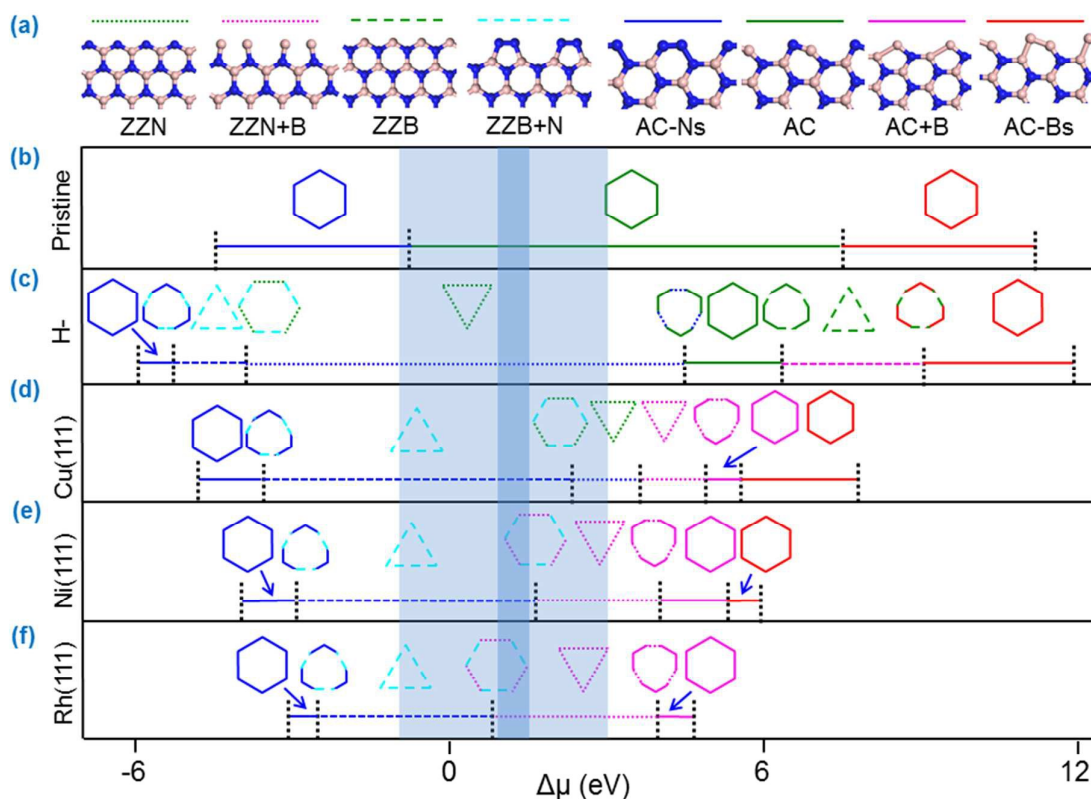 (a)
ZZN ZZN+B ZZB ZZB+N AC-Ns AC AC+B AC-Bs
(b)
Pristine
(c)
H-
(d)
Cu(111)
(e)
Ni(111)
(f)
Rh(111)
-6 0 6 12
Δμ (eV)